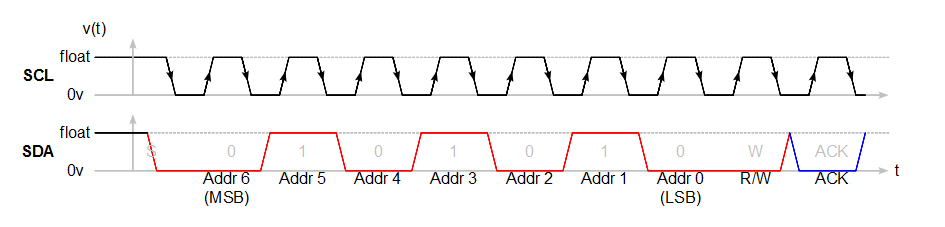 v(t)
float
SCL
0v
float
SDA S 0 1 0 1 0 1 0 W ACK
0v t
Addr 6 Addr 5 Addr 4 Addr 3 Addr 2 Addr 1 Addr 0 R/W ACK
(MSB) (LSB)